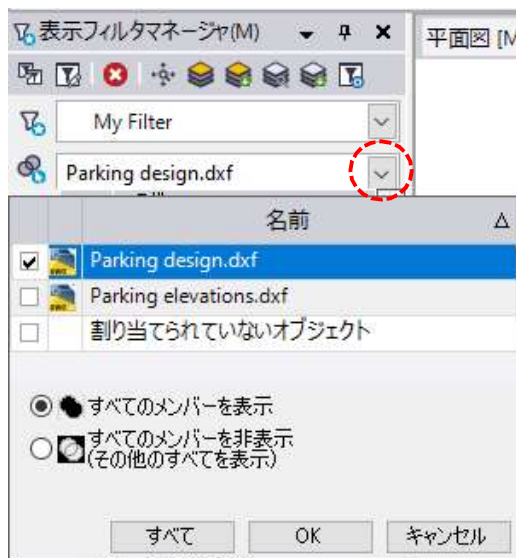 表示フィルタマネージャ(M)
平面図 [M
My Filter
Parking design.dxf
名前
Parking design.dxf
Parking elevations.dxf
割り当てられていないオブジェクト
すべてのメンバーを表示
すべてのメンバーを非表示
(その他のすべてを表示)
すべて
OK
キャンセル